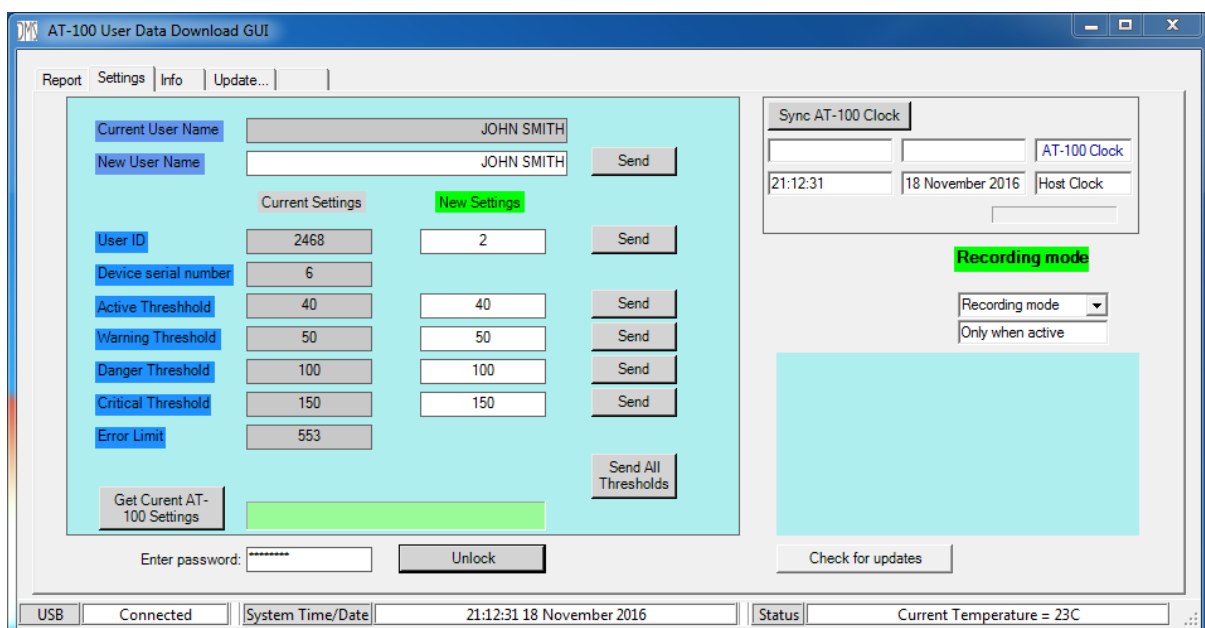 DMS AT-100 User Data Download GUI
Report Settings Info Update...
Current User Name JOHN SMITH
New User Name JOHN SMITH Send
Current Settings New Settings
User ID 2468 2 Send
Device serial number 6
Active Threshhold 40 40 Send
Warning Threshold 50 50 Send
Danger Threshold 100 100 Send
Critical Threshold 150 150 Send
Error Limit 553
Send All
Thresholds
Get Curent AT-
100 Settings
Enter password: ******** Unlock
Sync AT-100 Clock
AT-100 Clock
21:12:31 18 November 2016 Host Clock
Recording mode
Recording mode
Only when active
Check for updates
USB Connected System Time/Date 21:12:31 18 November 2016 Status Current Temperature = 23C